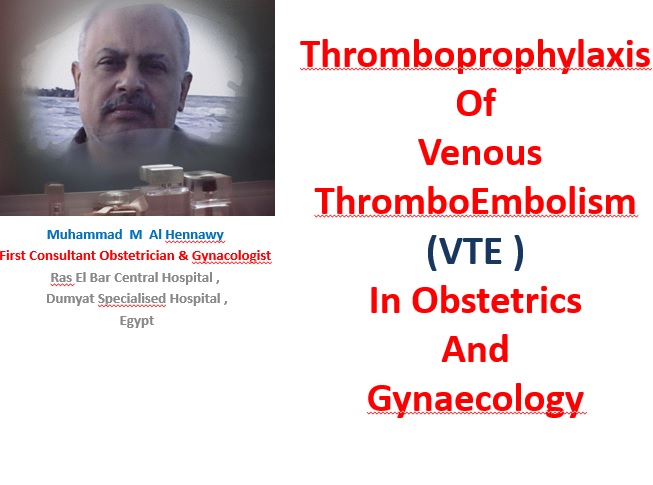 Thromboprophylaxis
Of
Venous
ThromboEmbolism
(VTE )
In Obstetrics
And
Gynaecology
Muhammad M Al Hennawy
First Consultant Obstetrician & Gynacologist
Ras El Bar Central Hospital ,
Dumyat Specialised Hospital ,
Egypt